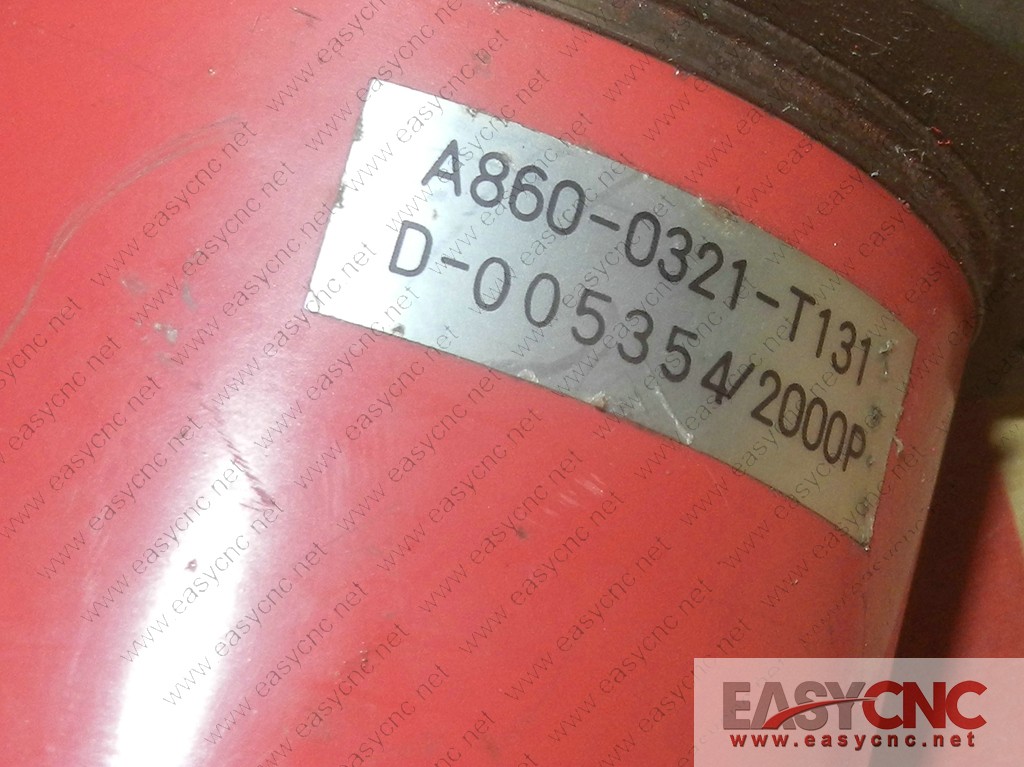 A860-0321-T131
D-005354/2000P
EASYCNC
www.easycnc.net